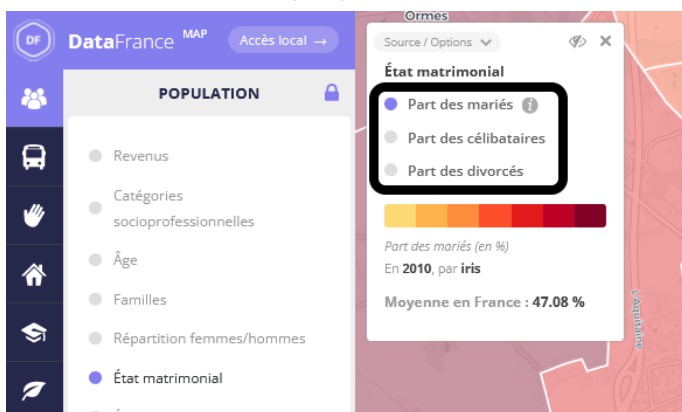 DF
DataFrance MAP
Accès local →
POPULATION
Revenus
Catégories
socioprofessionnelles
Âge
Familles
Répartition femmes/hommes
État matrimonial
Ormes
Source / Options
État matrimonial
Part des mariés i
Part des célibataires
Part des divorcés
Part des mariés (en %)
En 2010, par iris
Moyenne en France : 47.08 %
L'Aquitaine